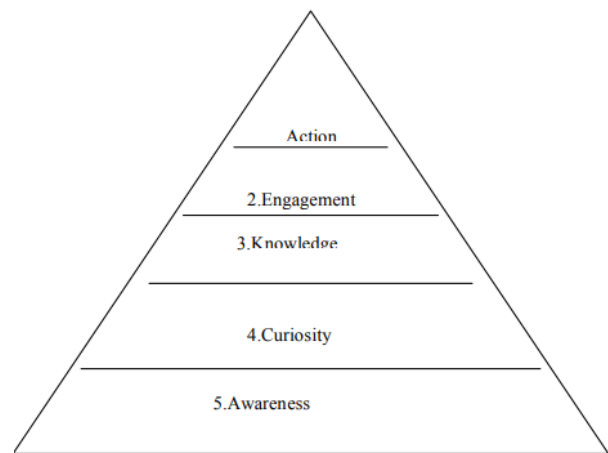 Action
2.Engagement
3.Knowledge
4.Curiosity
5.Awareness